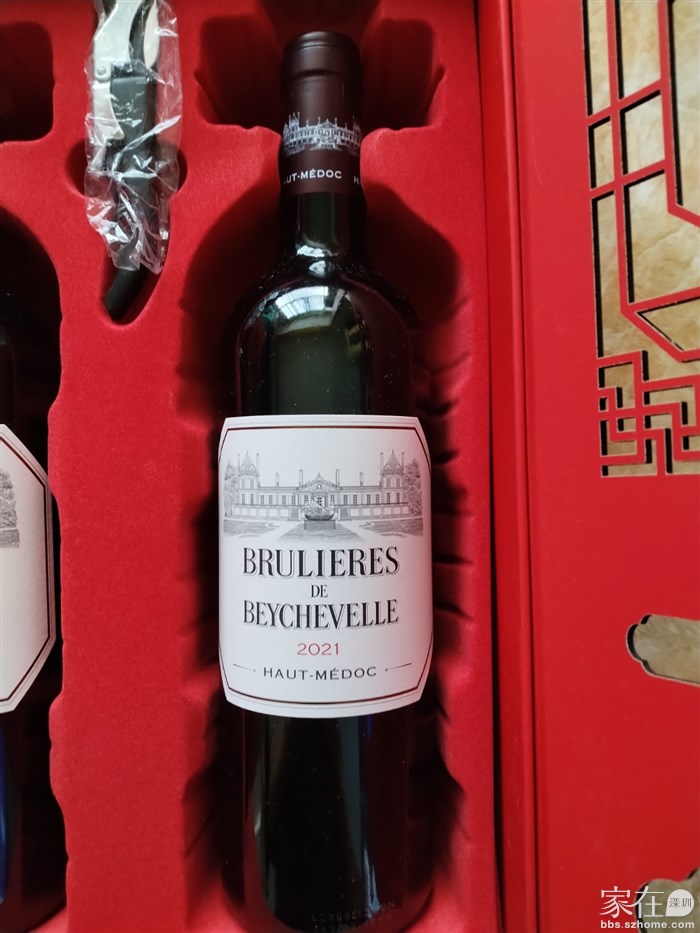 HAUT-MÉDOC
BRULIERES
DE
BEYCHEVELLE
2021
HAUT-MÉDOC
家在深圳
bbs.szhome.com